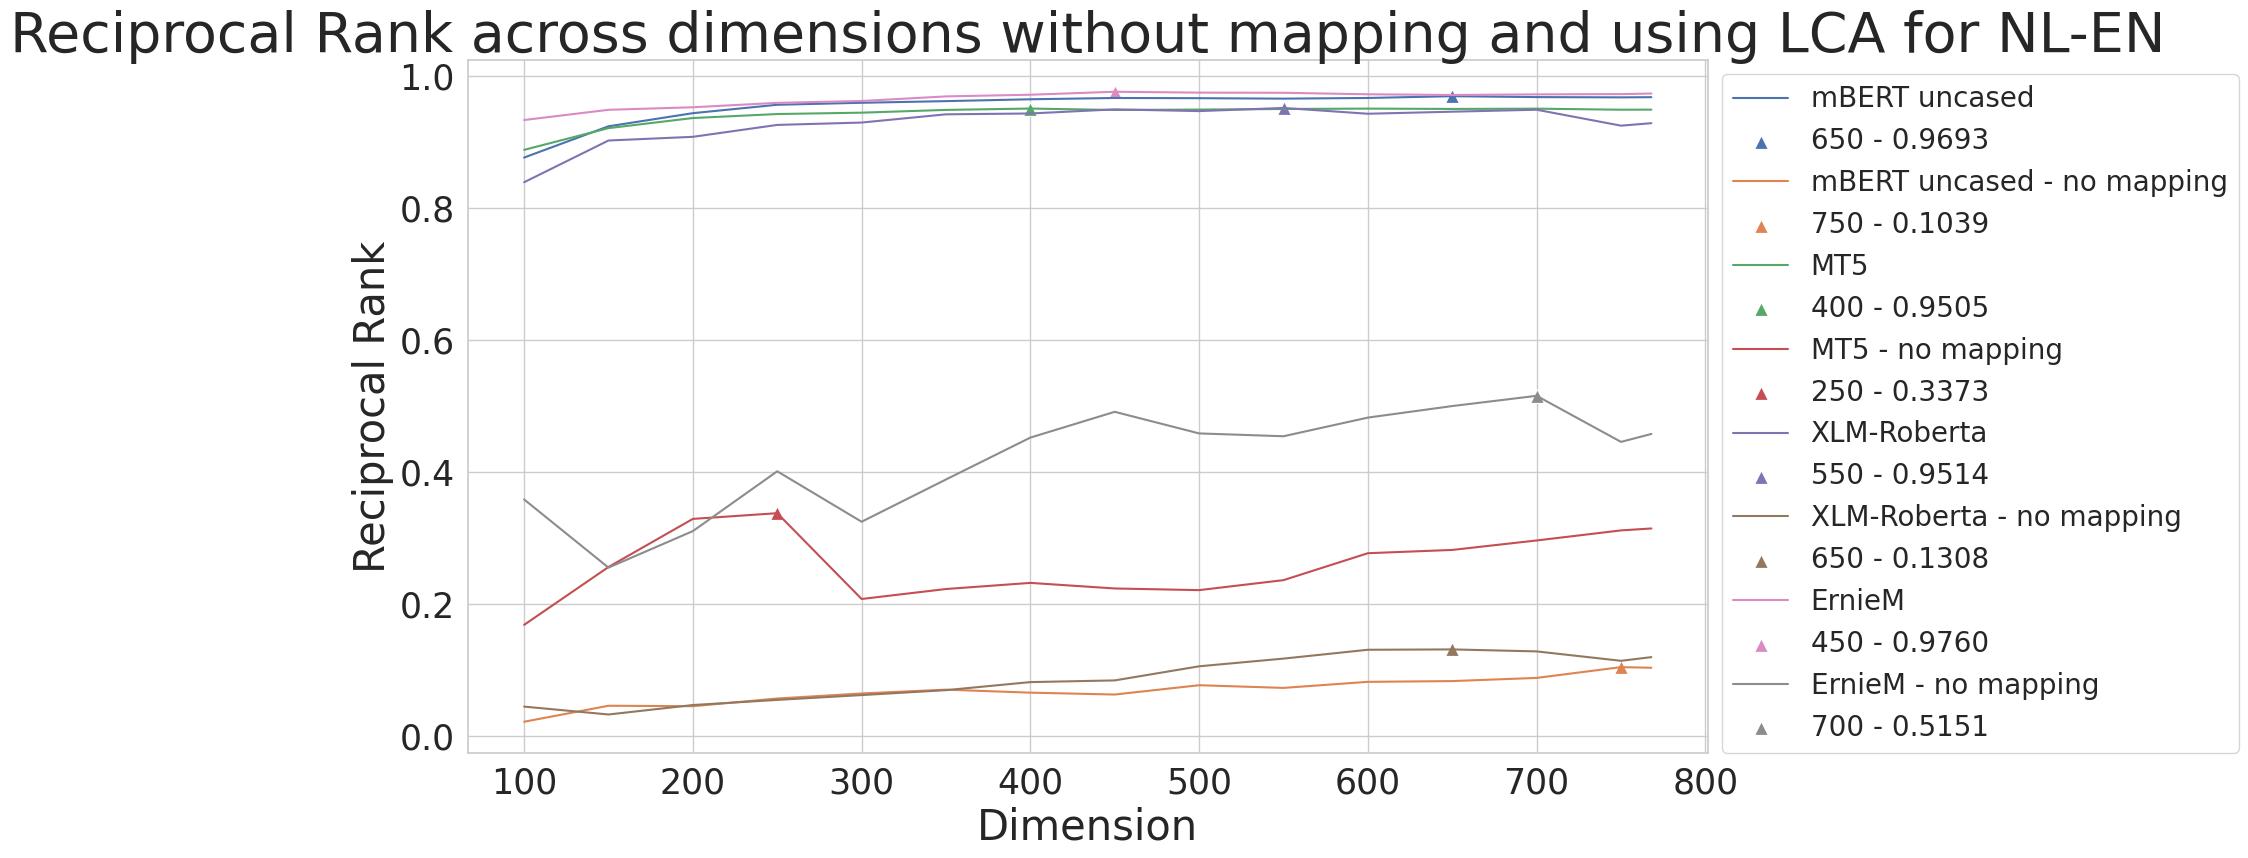 Reciprocal Rank across dimensions without mapping and using LCA for NL-EN
Reciprocal Rank
1.0
0.8
0.6
0.4
0.2
0.0
100 200 300 400 500 600 700 800
Dimension
mBERT uncased
650 - 0.9693
mBERT uncased - no mapping
750 - 0.1039
MT5
400 - 0.9505
MT5 - no mapping
250 - 0.3373
XLM-Roberta
550 - 0.9514
XLM-Roberta - no mapping
650 - 0.1308
ErnieM
450 - 0.9760
ErnieM - no mapping
700 - 0.5151